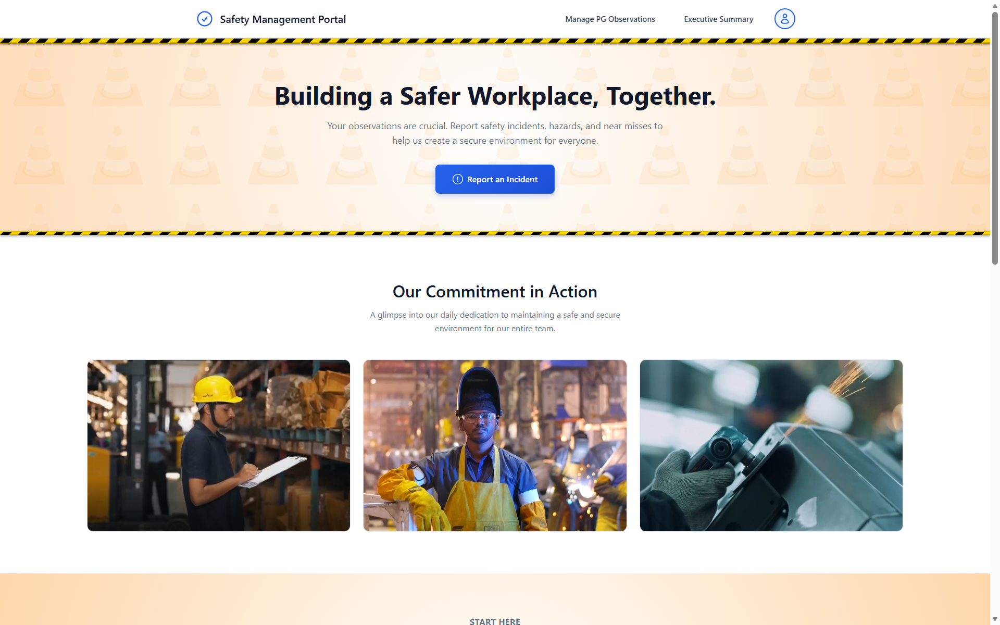 Safety Management Portal
Manage PG Observations
Executive Summary
Building a Safer Workplace, Together.
Your observations are crucial. Report safety incidents, hazards, and near misses to
help us create a secure environment for everyone.
Report an Incident
Our Commitment in Action
A glimpse into our daily dedication to maintaining a safe and secure
environment for our entire team.
START HERE